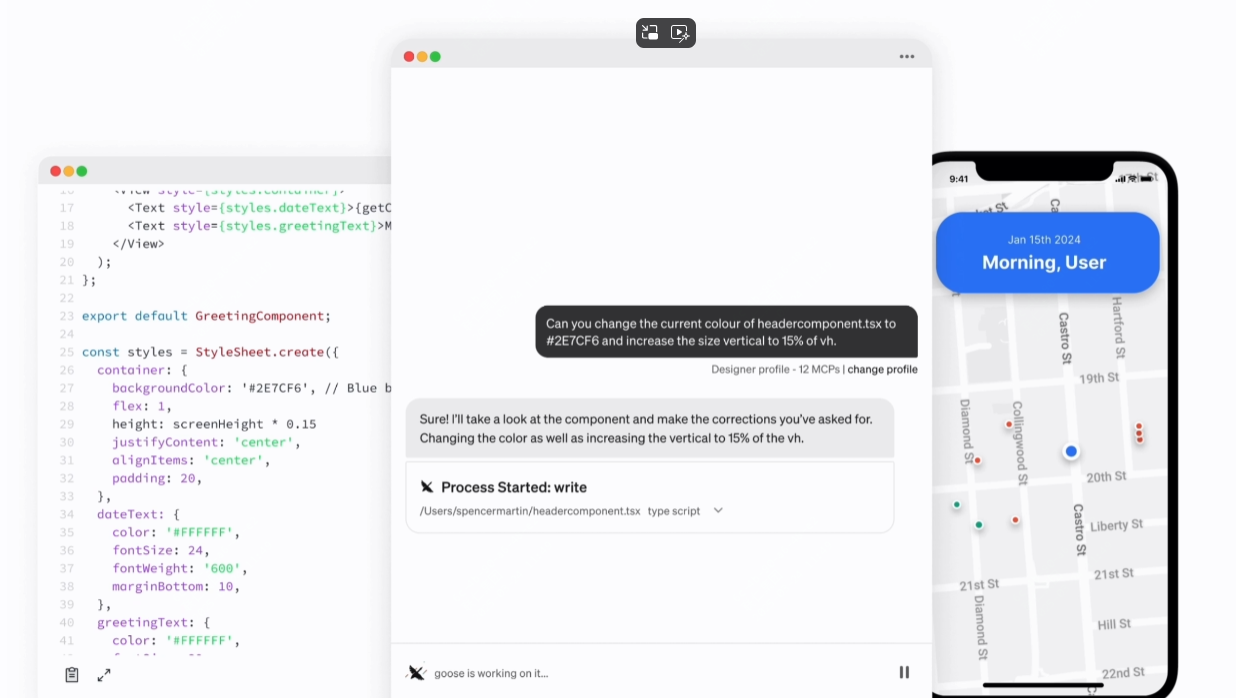 17 <Text style={styles.dateText}>{getC
18 <Text style={styles.greetingText}>M
19 </View>
20 );
21 };
22
23 export default GreetingComponent;
24
25 const styles = StyleSheet.create({
26 container: {
27 backgroundColor: '#2E7CF6', // Blue b
28 flex: 1,
29 height: screenHeight * 0.15
30 justifyContent: 'center',
31 alignItems: 'center',
32 padding: 20,
33 },
34 dateText: {
35 color: '#FFFFFF',
36 fontSize: 24,
37 fontWeight: '600',
38 marginBottom: 10,
39 },
40 greetingText: {
41 color: '#FFFFFF',
Can you change the current colour of headercomponent.tsx to
#2E7CF6 and increase the size vertical to 15% of vh.
Designer profile - 12 MCPs | change profile
Sure! I'll take a look at the component and make the corrections you've asked for.
Changing the color as well as increasing the vertical to 15% of the vh.
Process Started: write
/Users/spencermartin/headercomponent.tsx type script
goose is working on it...
9:41
Jan 15th 2024
Morning, User
Hartford St
Castro St
19th St
Diamond St
Collingwood St
20th St
Castro St
Liberty St
21st St
21st St
Diamond St
Hill St
22nd St